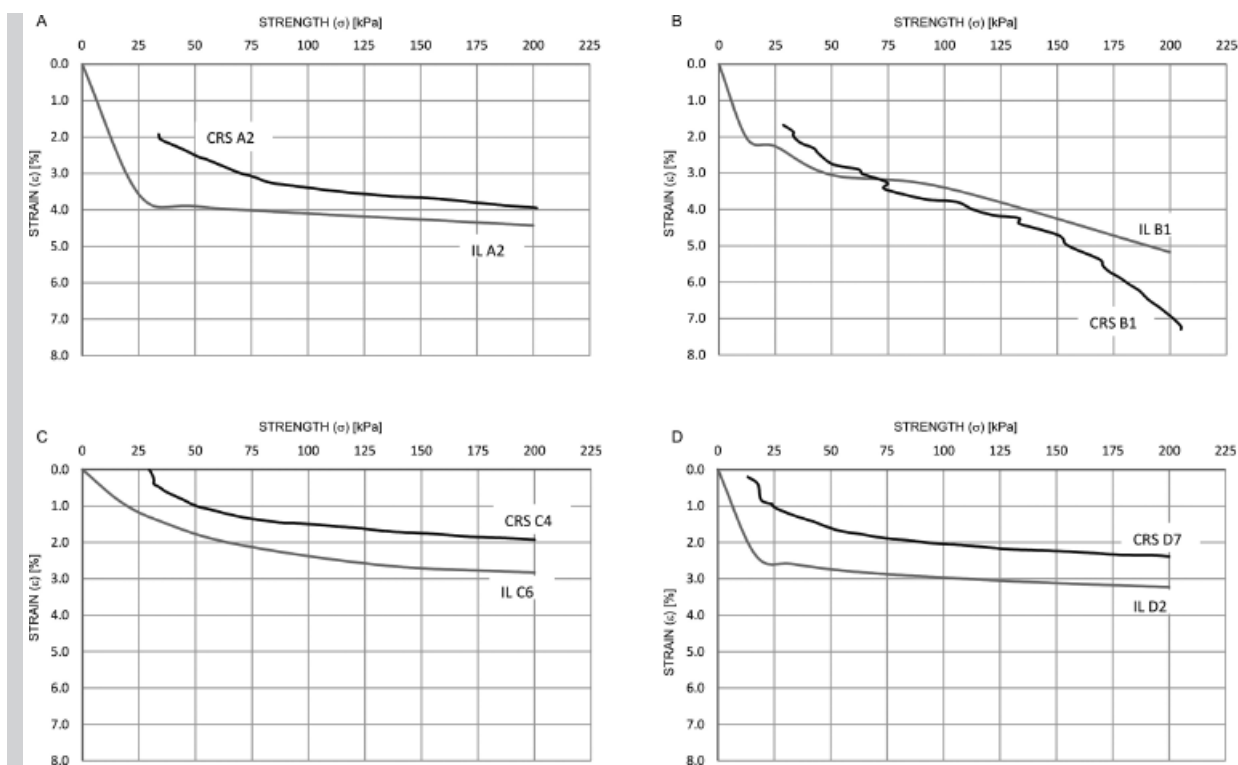 A
STRENGTH (σ) [kPa]
0 25 50 75 100 125 150 175 200 225
0.0
1.0
2.0
3.0
4.0
5.0
6.0
7.0
8.0
STRAIN (ε) [%]
CRS A2
IL A2
B
STRENGTH (σ) [kPa]
0 25 50 75 100 125 150 175 200 225
0.0
1.0
2.0
3.0
4.0
5.0
6.0
7.0
8.0
STRAIN (ε) [%]
IL B1
CRS B1
C
STRENGTH (σ) [kPa]
0 25 50 75 100 125 150 175 200 225
0.0
1.0
2.0
3.0
4.0
5.0
6.0
7.0
8.0
STRAIN (ε) [%]
CRS C4
IL C6
D
STRENGTH (σ) [kPa]
0 25 50 75 100 125 150 175 200 225
0.0
1.0
2.0
3.0
4.0
5.0
6.0
7.0
8.0
STRAIN (ε) [%]
CRS D7
IL D2